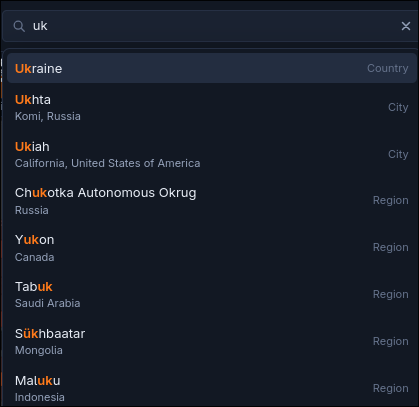 uk
Ukraine
Country
Ukhta
Komi, Russia
City
Ukiah
California, United States of America
City
Chukotka Autonomous Okrug
Russia
Region
Yukon
Canada
Region
Tabuk
Saudi Arabia
Region
Sükhbaatar
Mongolia
Region
Maluku
Indonesia
Region